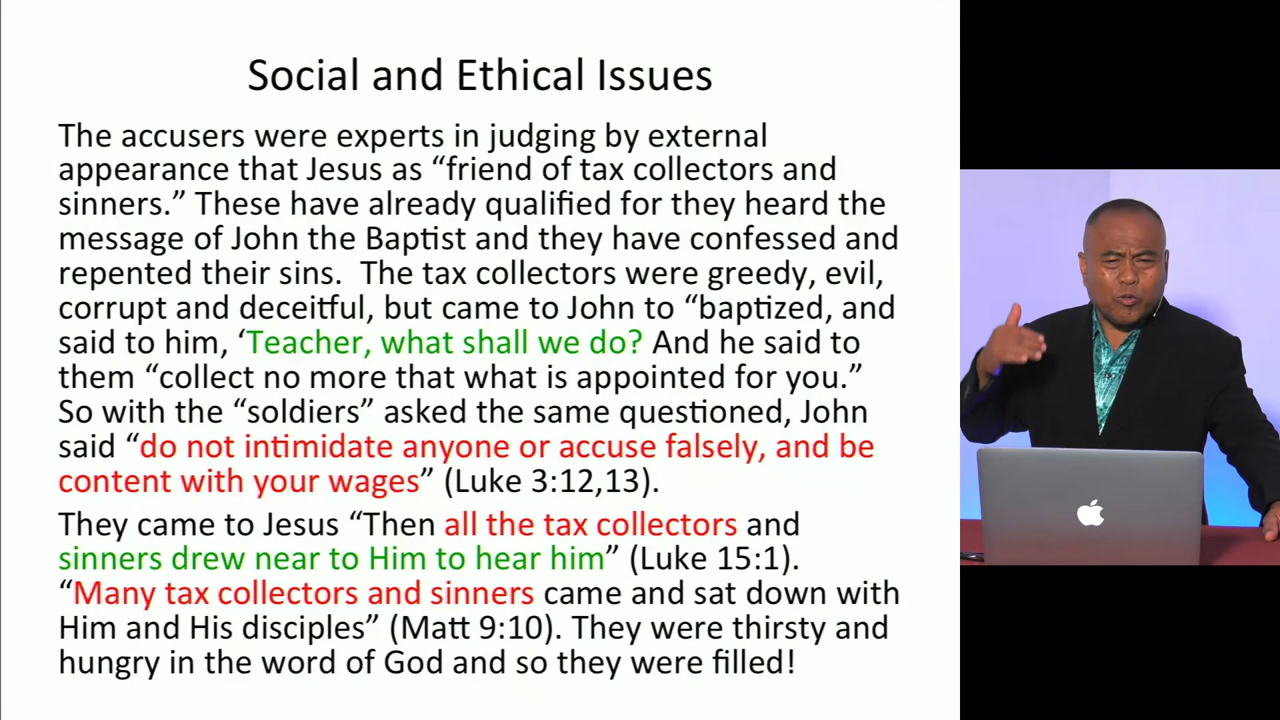 Social and Ethical Issues
The accusers were experts in judging by external
appearance that Jesus as “friend of tax collectors and
sinners.” These have already qualified for they heard the
message of John the Baptist and they have confessed and
repented their sins.  The tax collectors were greedy, evil,
corrupt and deceitful, but came to John to “baptized, and
said to him, ‘Teacher, what shall we do? And he said to
them “collect no more that what is appointed for you.”
So with the “soldiers” asked the same questioned, John
said “do not intimidate anyone or accuse falsely, and be
content with your wages” (Luke 3:12,13).
They came to Jesus “Then all the tax collectors and
sinners drew near to Him to hear him” (Luke 15:1).
“Many tax collectors and sinners came and sat down with
Him and His disciples” (Matt 9:10). They were thirsty and
hungry in the word of God and so they were filled!